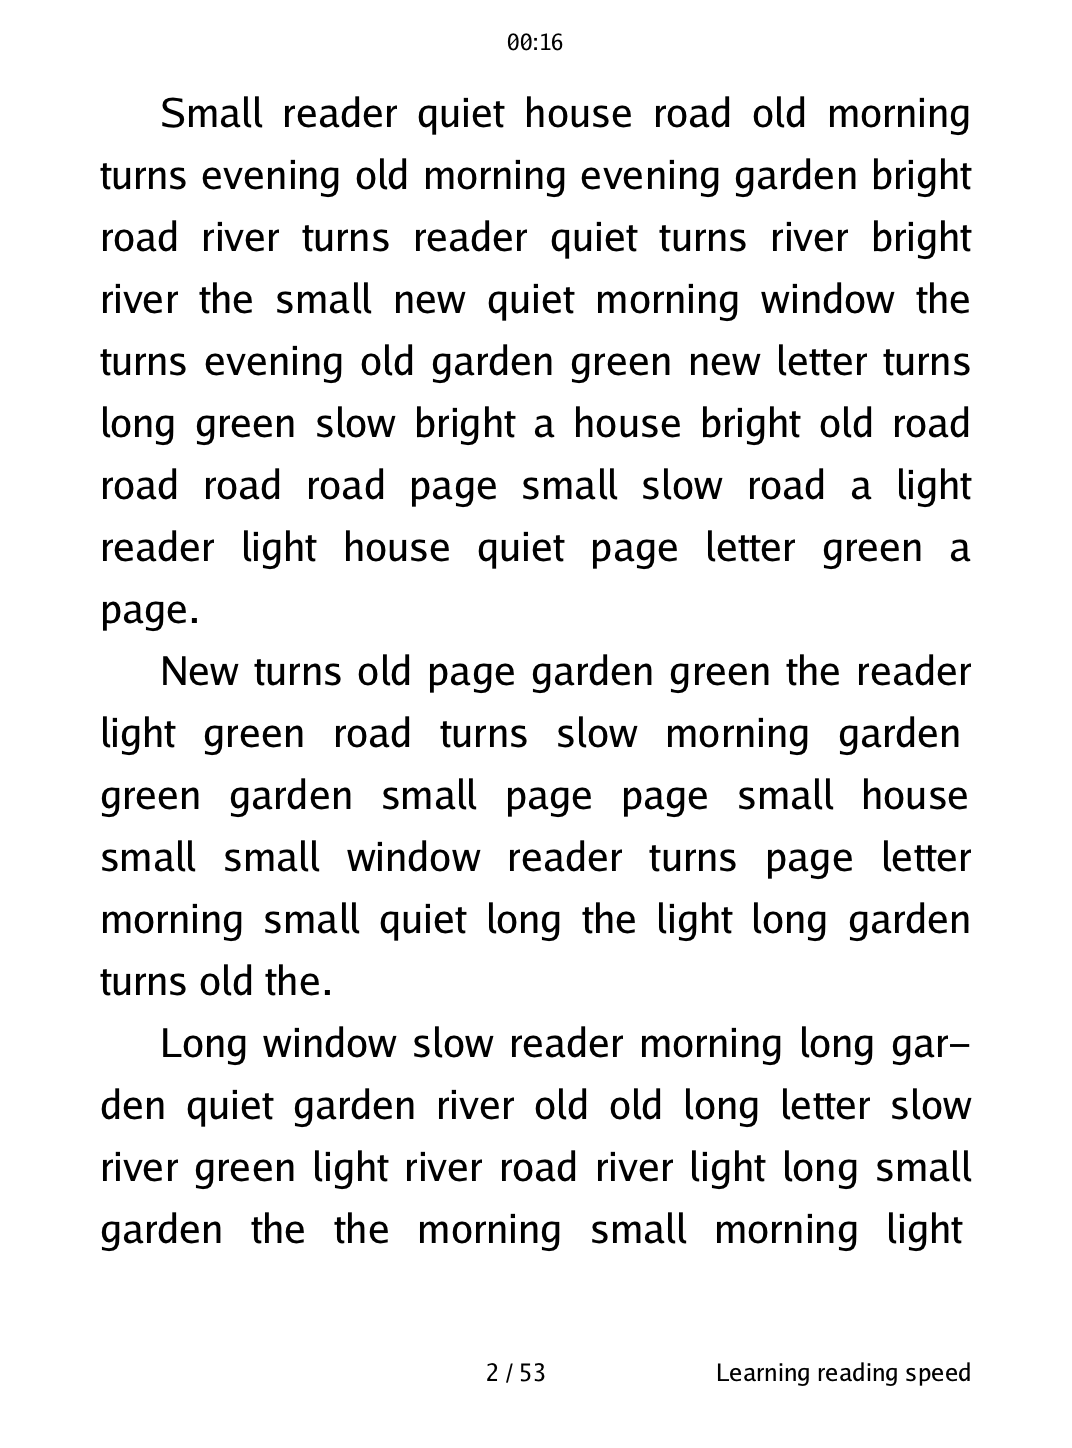 00:16
Small reader quiet house road old morning
turns evening old morning evening garden bright
road river turns reader quiet turns river bright
river the small new quiet morning window the
turns evening old garden green new letter turns
long green slow bright a house bright old road
road road road page small slow road a light
reader light house quiet page letter green a
page.
New turns old page garden green the reader
light green road turns slow morning garden
green garden small page page small house
small small window reader turns page letter
morning small quiet long the light long garden
turns old the.
Long window slow reader morning long gar–
den quiet garden river old old long letter slow
river green light river road river light long small
garden the the morning small morning light
2 / 53 Learning reading speed